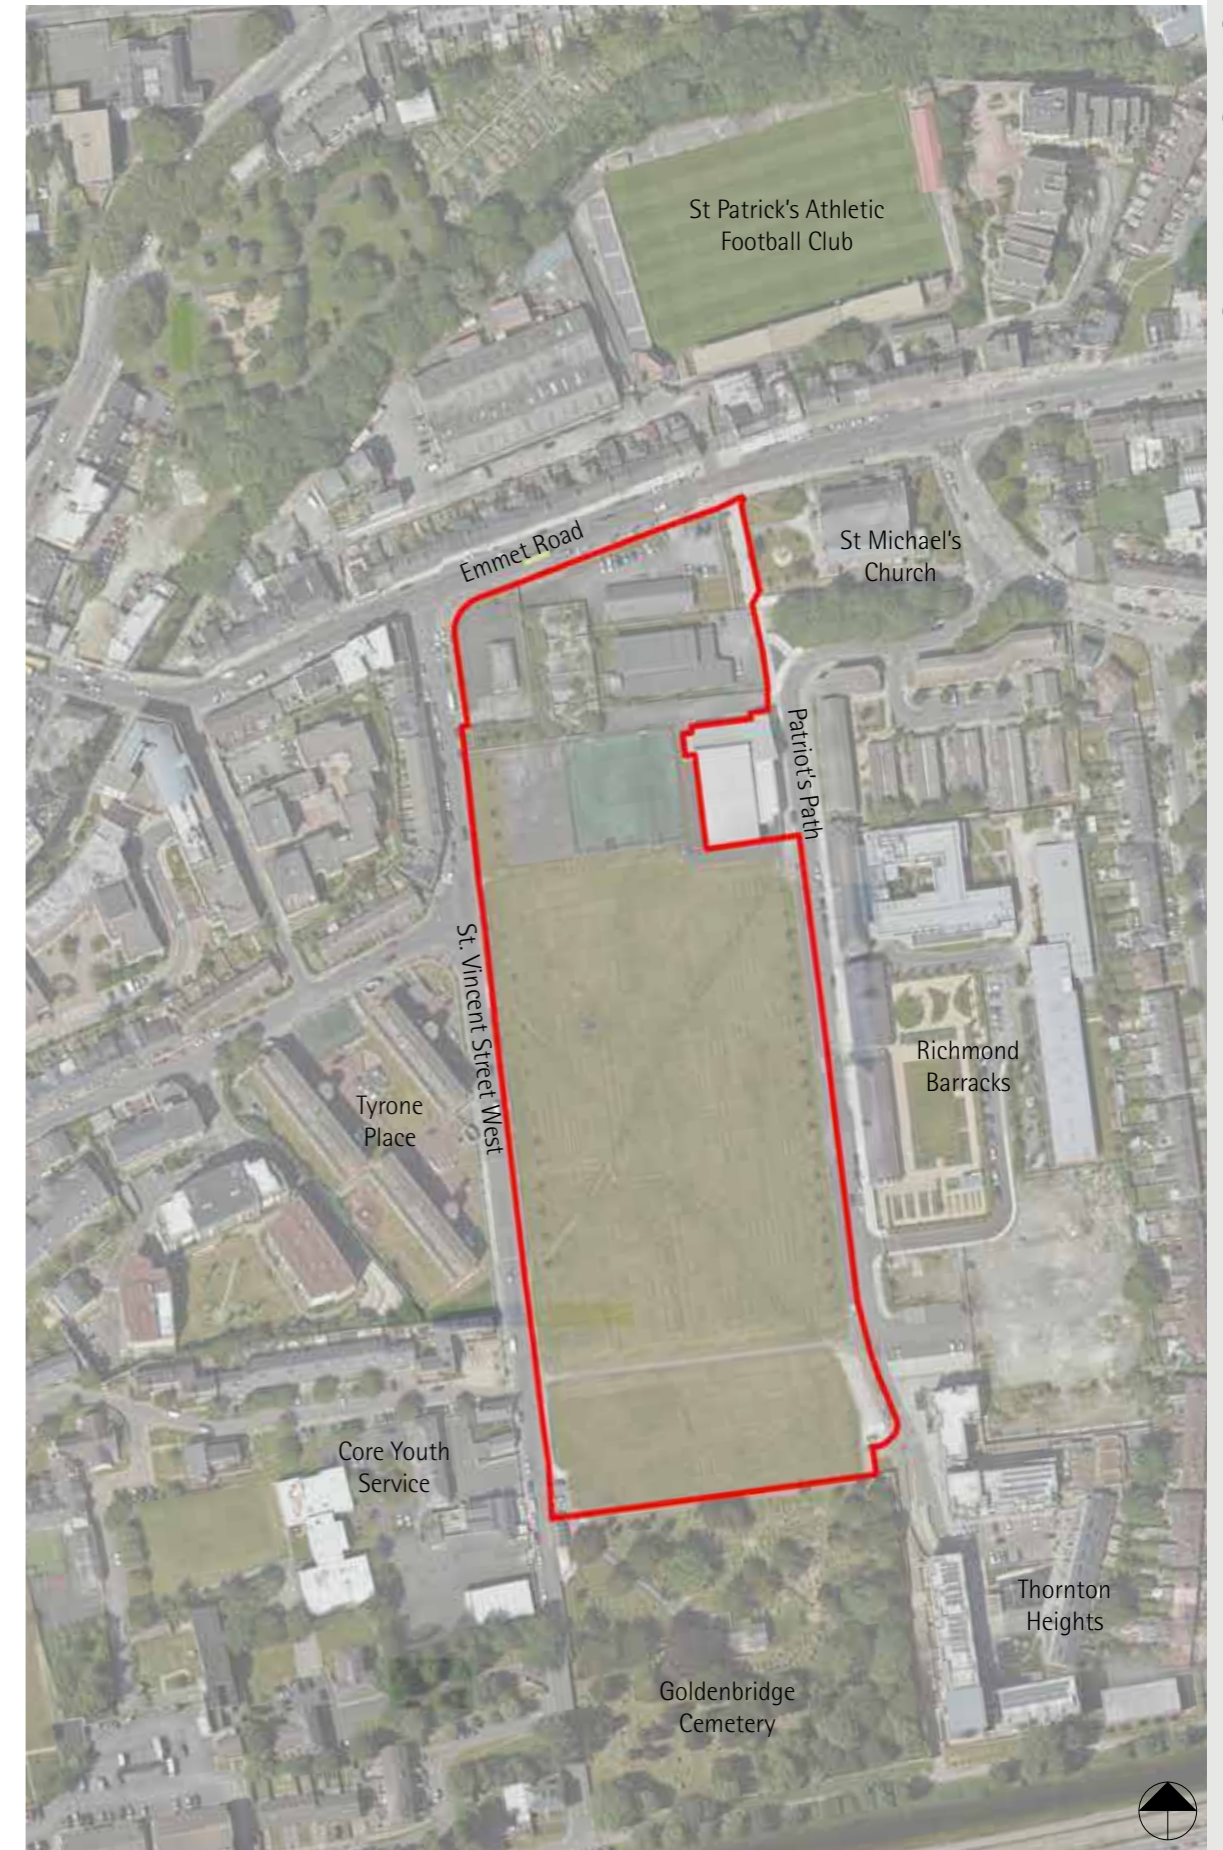 St Patrick's Athletic
Football Club
Emmet Road
St Michael's
Church
Patriot's Path
St. Vincent Street West
Richmond
Barracks
Tyrone
Place
Core Youth
Service
Thornton
Heights
Goldenbridge
Cemetery